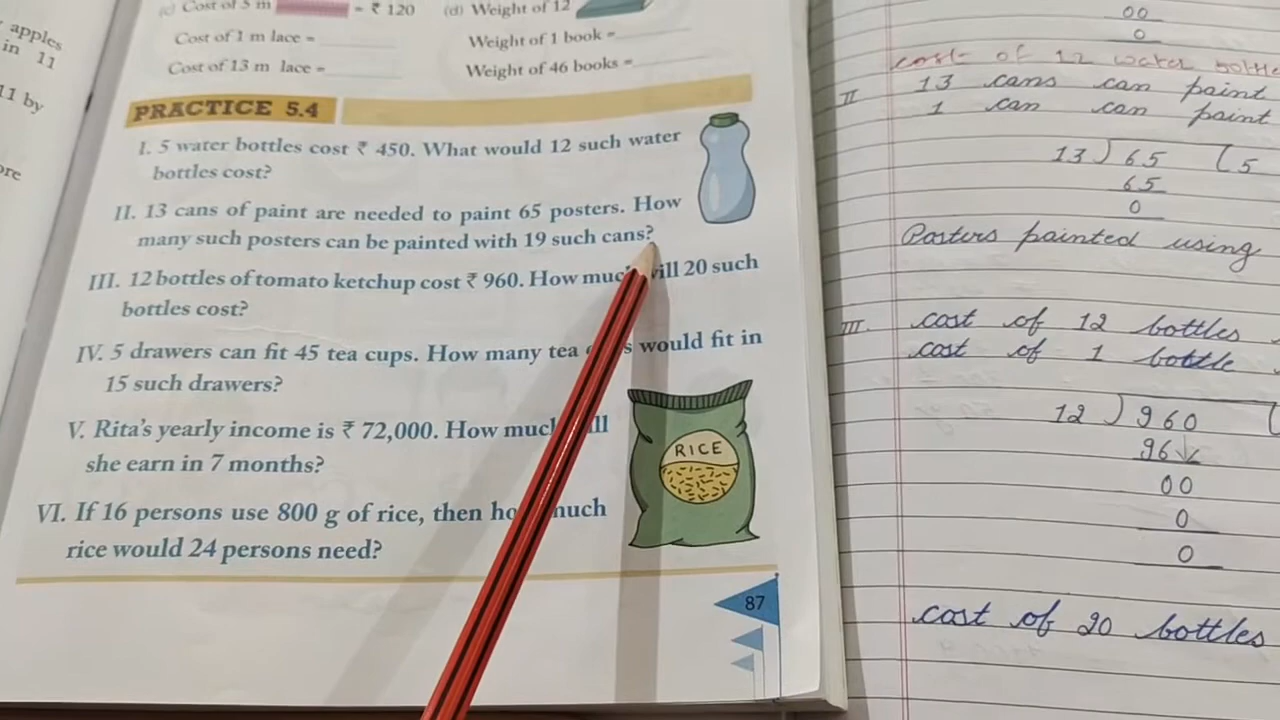 apples
in 11
11 by
ore
(c) Cost of 5 m = ₹ 120
(d) Weight of 12
Cost of 1 m lace =
Weight of 1 book =
Cost of 13 m lace =
Weight of 46 books =
PRACTICE 5.4
I. 5 water bottles cost ₹ 450. What would 12 such water
bottles cost?
II. 13 cans of paint are needed to paint 65 posters. How
many such posters can be painted with 19 such cans?
III. 12 bottles of tomato ketchup cost ₹ 960. How much will 20 such
bottles cost?
IV. 5 drawers can fit 45 tea cups. How many tea would fit in
15 such drawers?
V. Rita's yearly income is ₹ 72,000. How much will
she earn in 7 months?
VI. If 16 persons use 800 g of rice, then how much
rice would 24 persons need?
RICE
87
00
0
cost of 12 water bottle
II 13 cans can paint
1 can can paint
13 ) 65 ( 5
65
0
Posters painted using
III. cost of 12 bottles
cost of 1 bottle
12 ) 960 (
96↓
00
0
0
cost of 20 bottles